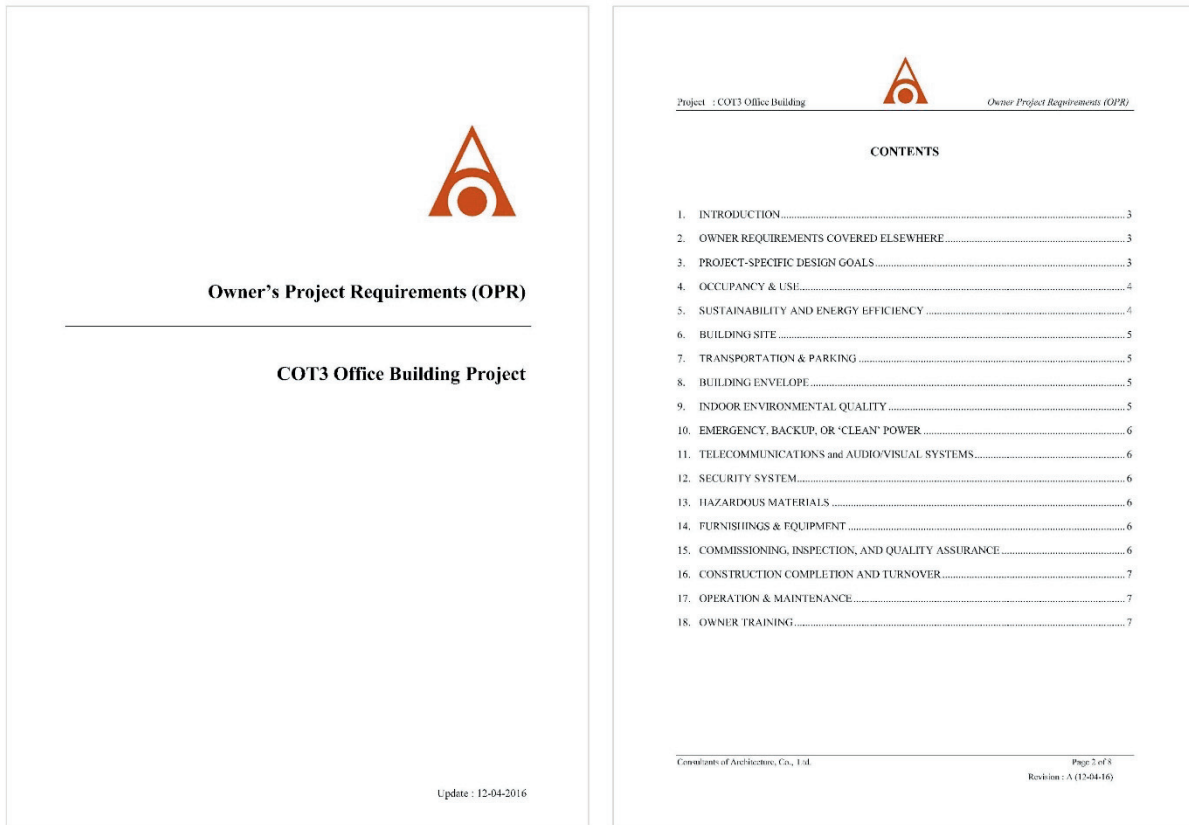 Owner's Project Requirements (OPR)
COT3 Office Building Project
Update : 12-04-2016
Project : COT3 Office Building
Owner Project Requirements (OPR)
CONTENTS
1. INTRODUCTION 3
2. OWNER REQUIREMENTS COVERED ELSEWHERE 3
3. PROJECT-SPECIFIC DESIGN GOALS 3
4. OCCUPANCY & USE 4
5. SUSTAINABILITY AND ENERGY EFFICIENCY 4
6. BUILDING SITE 5
7. TRANSPORTATION & PARKING 5
8. BUILDING ENVELOPE 5
9. INDOOR ENVIRONMENTAL QUALITY 5
10. EMERGENCY, BACKUP, OR 'CLEAN' POWER 6
11. TELECOMMUNICATIONS and AUDIO/VISUAL SYSTEMS 6
12. SECURITY SYSTEM 6
13. HAZARDOUS MATERIALS 6
14. FURNISHINGS & EQUIPMENT 6
15. COMMISSIONING, INSPECTION, AND QUALITY ASSURANCE 6
16. CONSTRUCTION COMPLETION AND TURNOVER 7
17. OPERATION & MAINTENANCE 7
18. OWNER TRAINING 7
Consultants of Architecture, Co., Ltd.
Page 2 of 8
Revision : A (12-04-16)